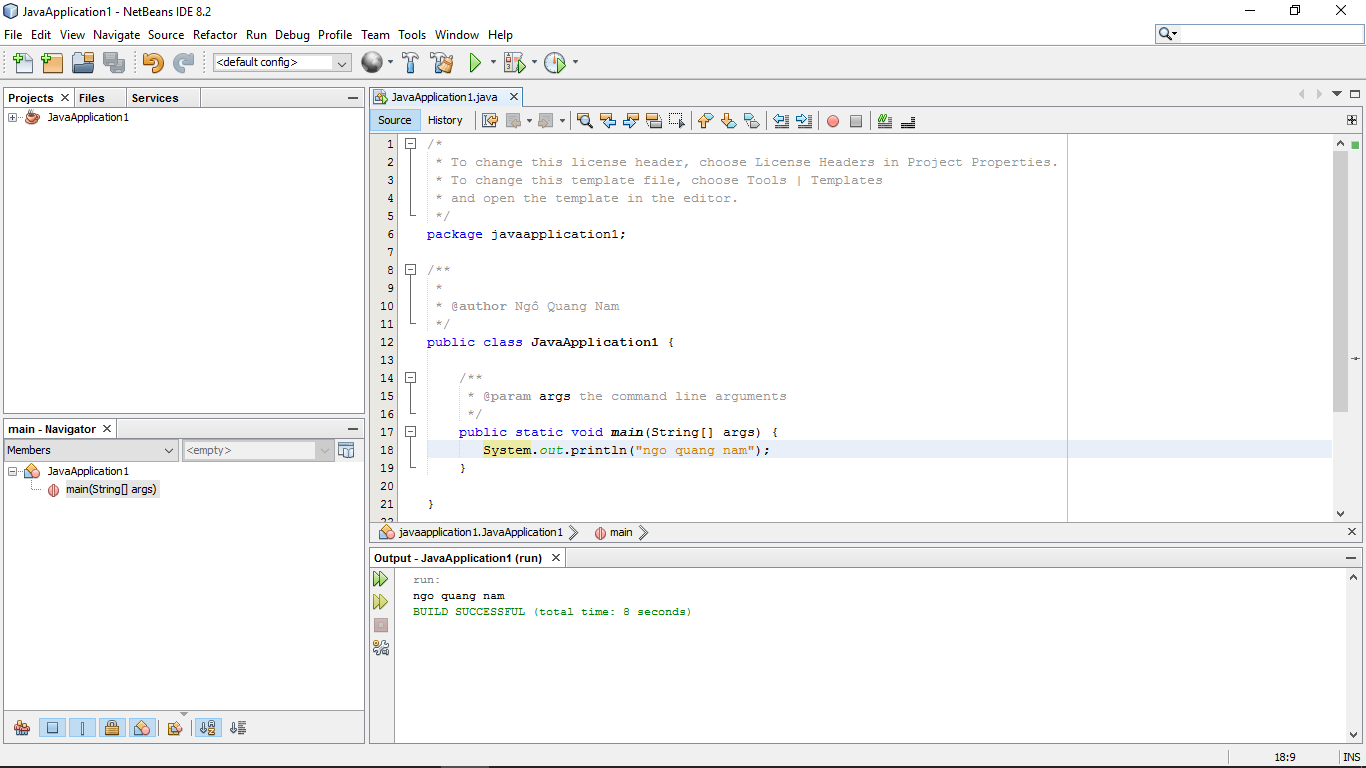 JavaApplication1 - NetBeans IDE 8.2
File Edit View Navigate Source Refactor Run Debug Profile Team Tools Window Help
<default config>
Projects Files Services
JavaApplication1
main - Navigator
Members <empty>
JavaApplication1
main(String[] args)
JavaApplication1.java
Source History
1 /*
2 * To change this license header, choose License Headers in Project Properties.
3 * To change this template file, choose Tools | Templates
4 * and open the template in the editor.
5 */
6 package javaapplication1;
7
8 /**
9 *
10 * @author Ngô Quang Nam
11 */
12 public class JavaApplication1 {
13
14 /**
15 * @param args the command line arguments
16 */
17 public static void main(String[] args) {
18 System.out.println("ngo quang nam");
19 }
20
21 }
22
javaapplication1.JavaApplication1 main
Output - JavaApplication1 (run)
run:
ngo quang nam
BUILD SUCCESSFUL (total time: 8 seconds)
18:9 INS